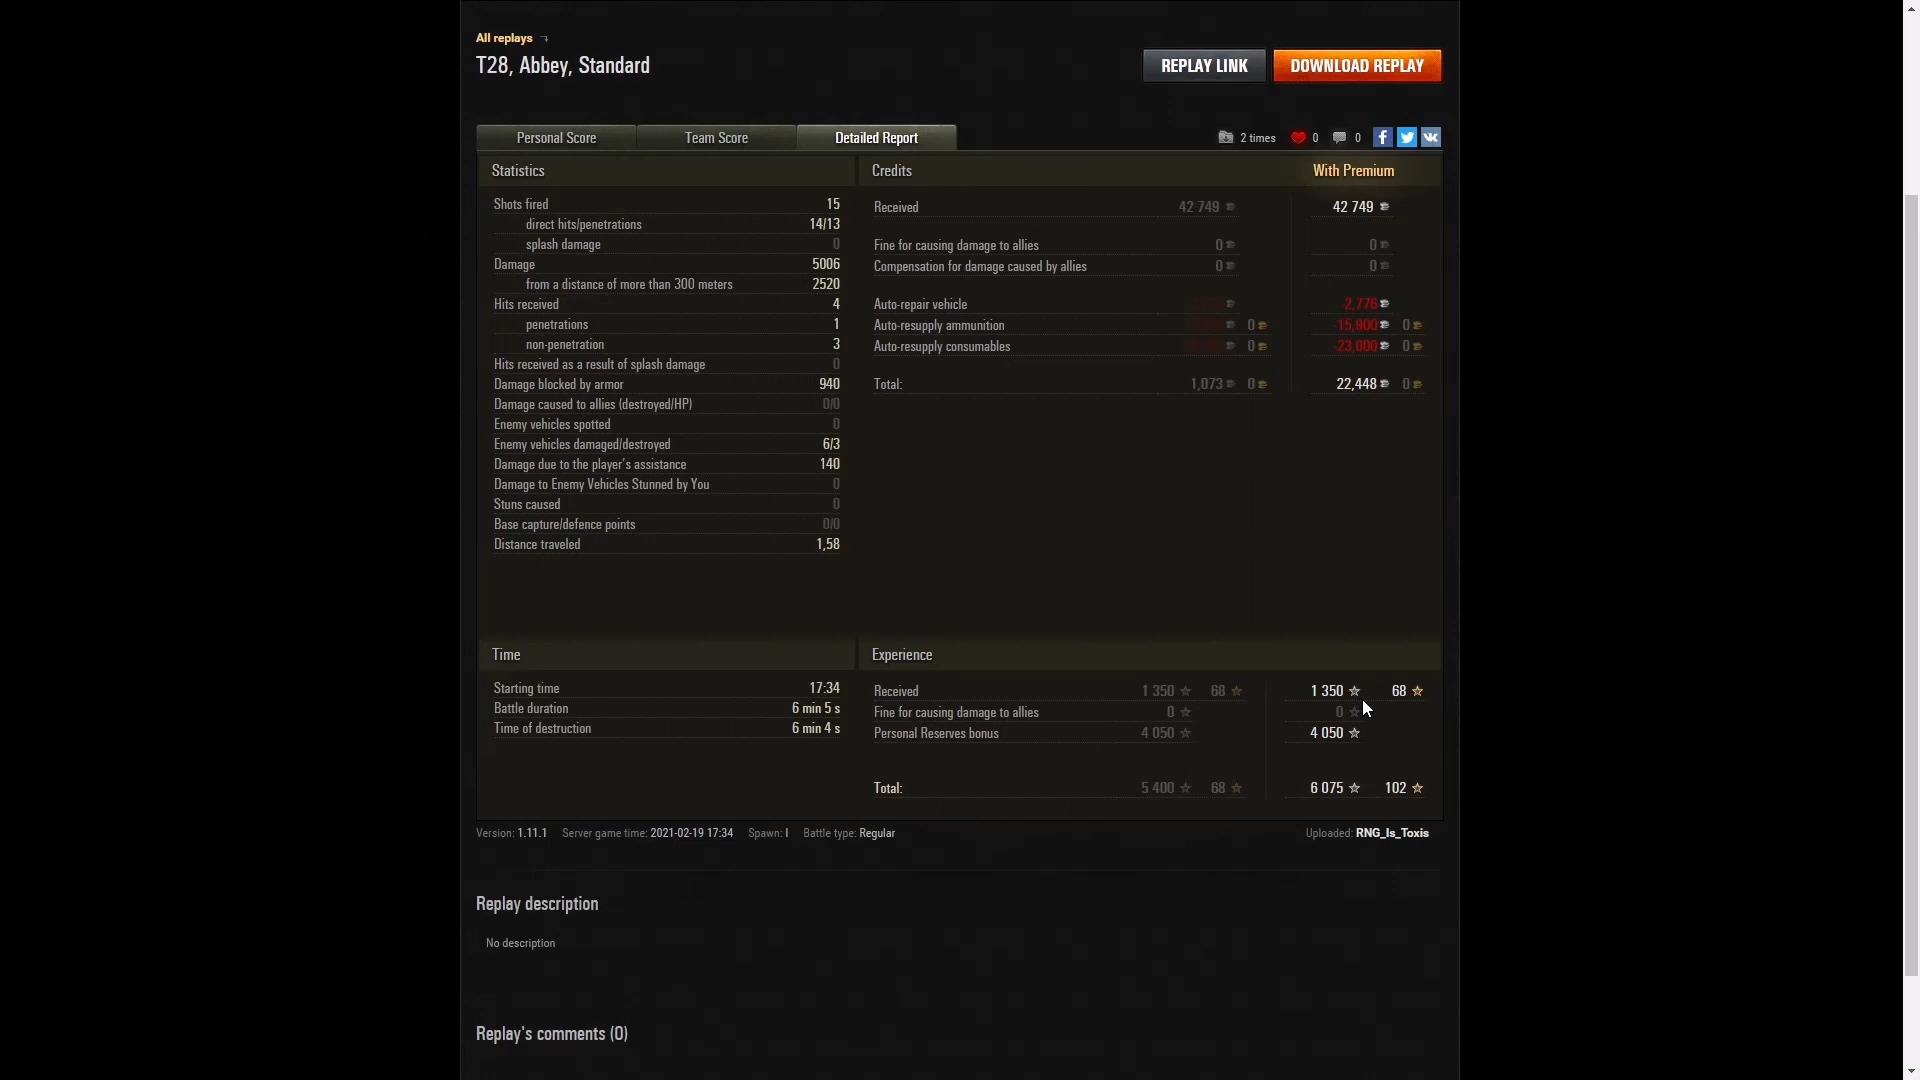 All replays
T28, Abbey, Standard
REPLAY LINK
DOWNLOAD REPLAY
Personal Score
Team Score
Detailed Report
2 times
0
0
Statistics
Credits
With Premium
Shots fired 15
direct hits/penetrations 14/13
splash damage 0
Damage 5006
from a distance of more than 300 meters 2520
Hits received 4
penetrations 1
non-penetration 3
Hits received as a result of splash damage 0
Damage blocked by armor 940
Damage caused to allies (destroyed/HP) 0/0
Enemy vehicles spotted 0
Enemy vehicles damaged/destroyed 6/3
Damage due to the player's assistance 140
Damage to Enemy Vehicles Stunned by You 0
Stuns caused 0
Base capture/defence points 0/0
Distance traveled 1,58
Received 42 749 42 749
Fine for causing damage to allies 0 0
Compensation for damage caused by allies 0 0
Auto-repair vehicle -2,776
Auto-resupply ammunition 0 -15,900 0
Auto-resupply consumables 0 -23,000 0
Total: 1,073 0 22,448 0
Time
Starting time 17:34
Battle duration 6 min 5 s
Time of destruction 6 min 4 s
Experience
Received 1 350 68 1 350 68
Fine for causing damage to allies 0 0
Personal Reserves bonus 4 050 4 050
Total: 5 400 68 6 075 102
Version: 1.11.1 Server game time: 2021-02-19 17:34 Spawn: I Battle type: Regular
Uploaded: RNG_Is_Toxis
Replay description
No description
Replay's comments (0)